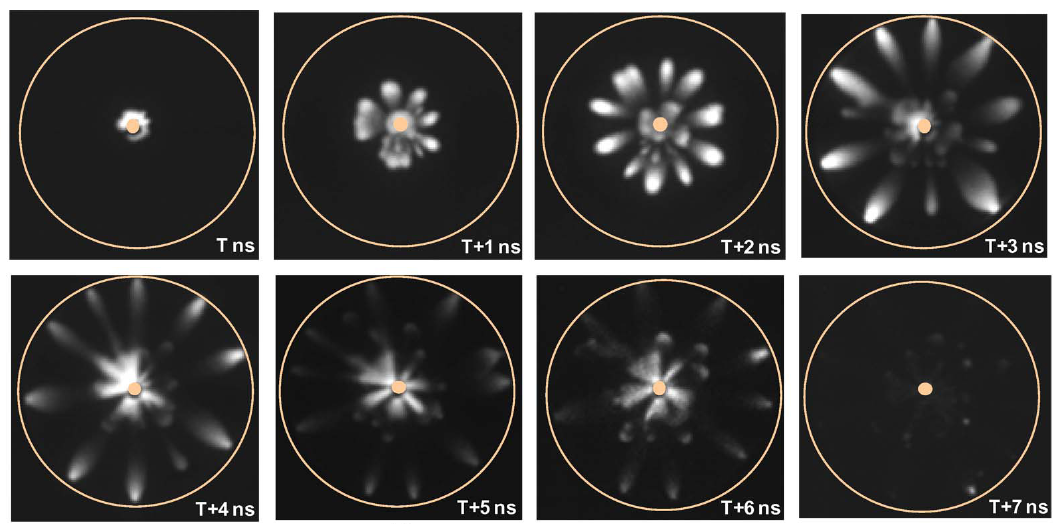 T ns
T+1 ns
T+2 ns
T+3 ns
T+4 ns
T+5 ns
T+6 ns
T+7 ns